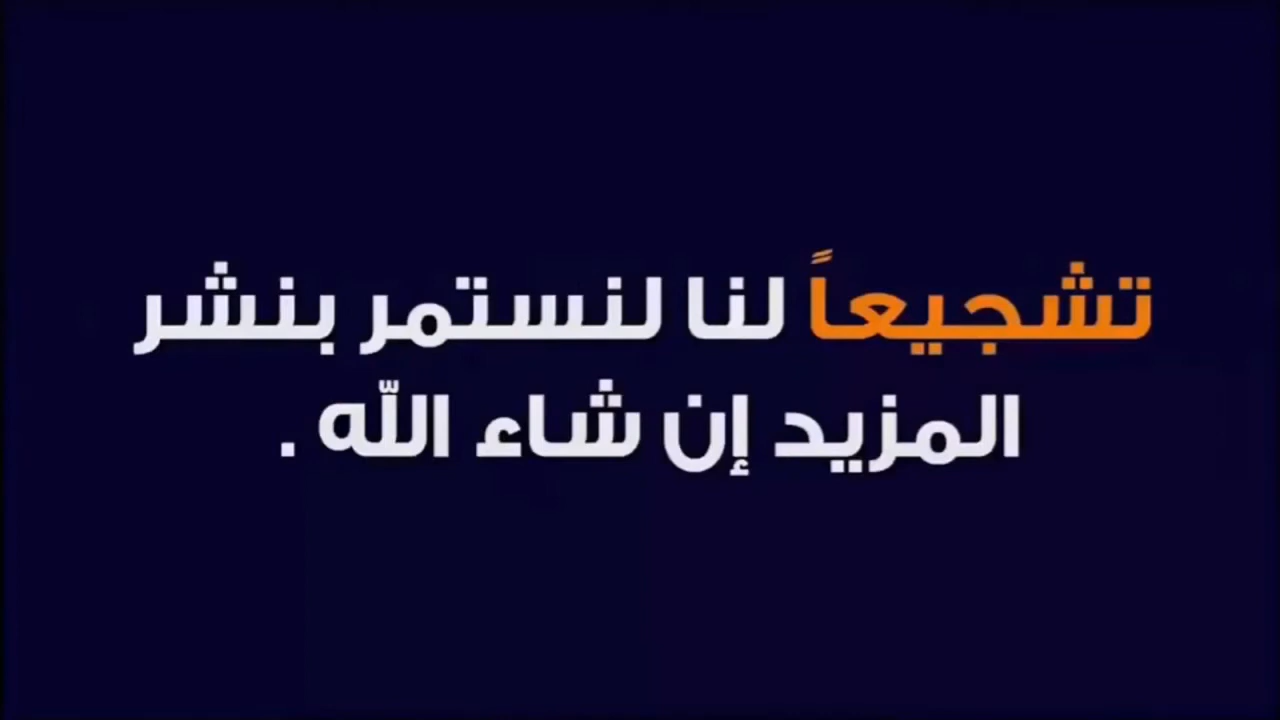 تشجيعاً لنا لنستمر بنشر
المزيد إن شاء اللّه .